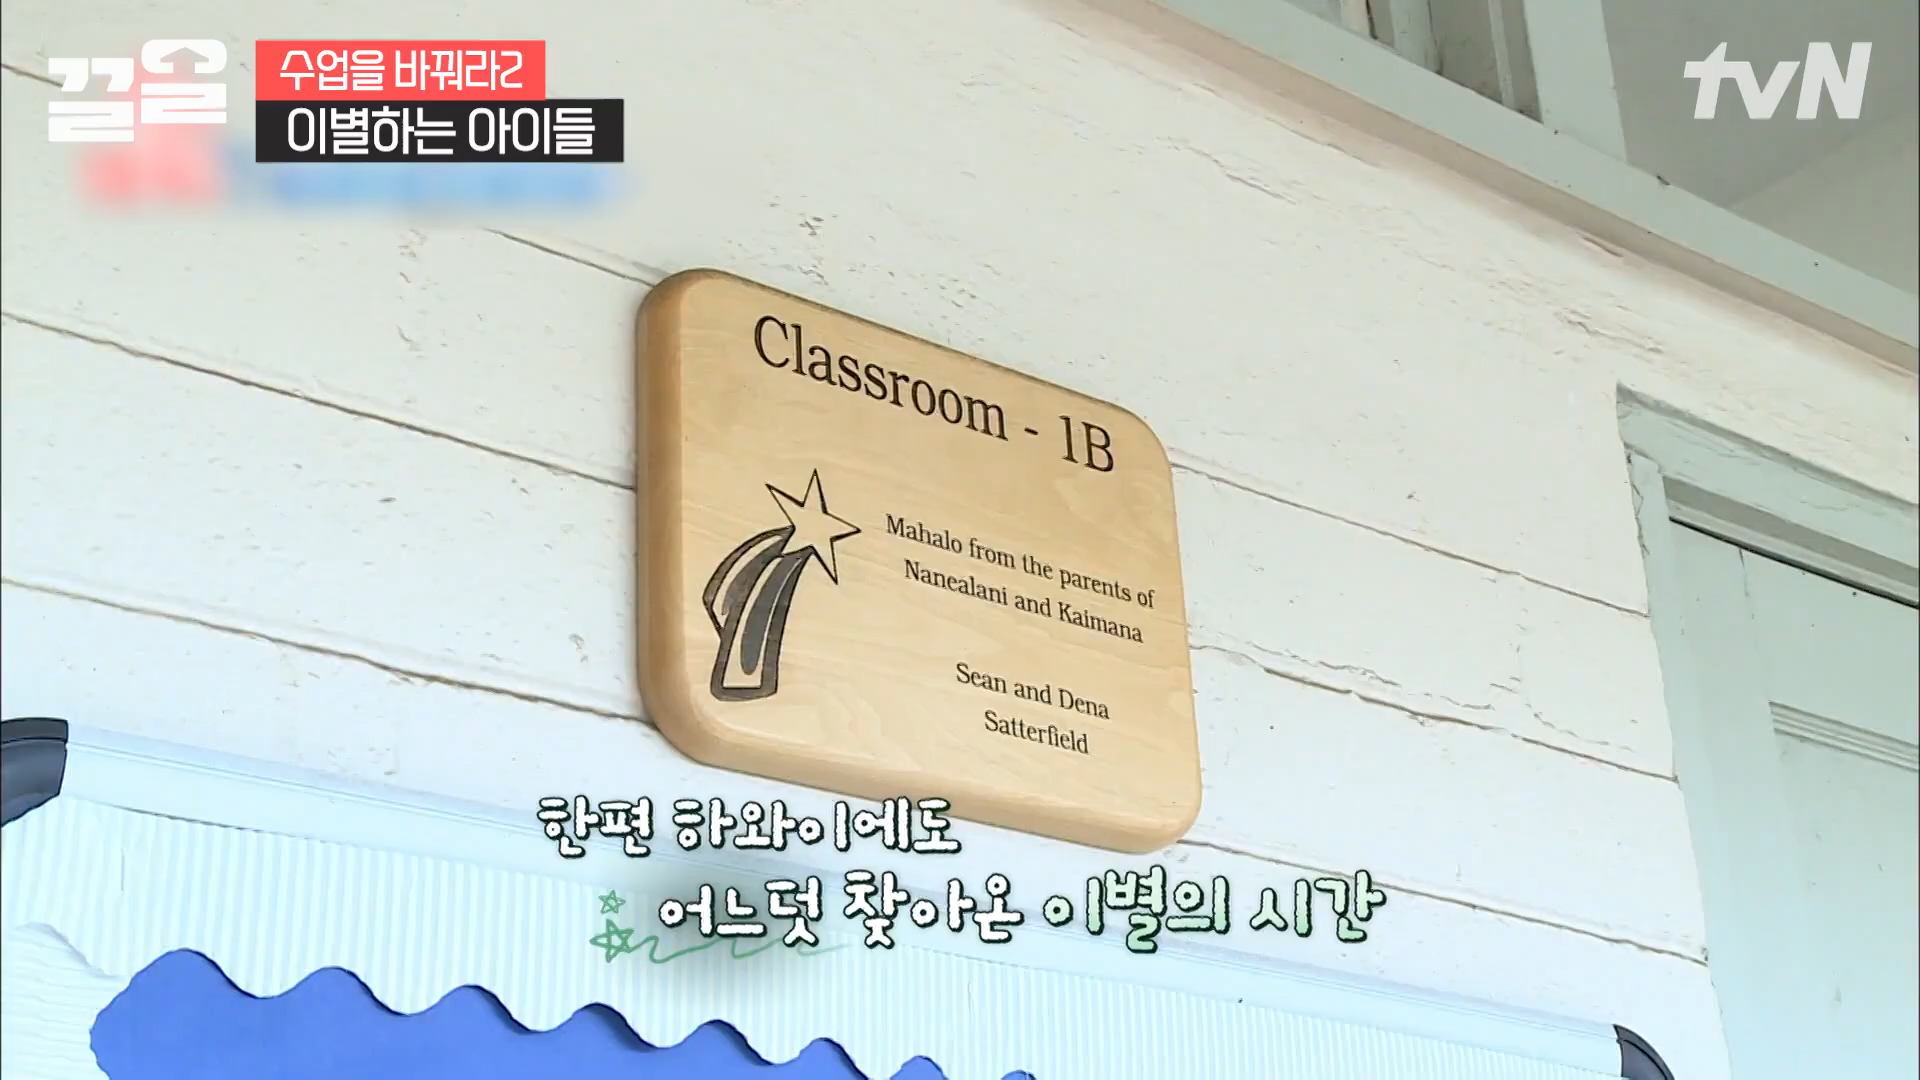 끌올
수업을 바꿔라2
이별하는 아이들
tvN
Classroom - 1B
Mahalo from the parents of
Nanealani and Kaimana
Sean and Dena
Satterfield
한편 하와이에도
어느덧 찾아온 이별의 시간